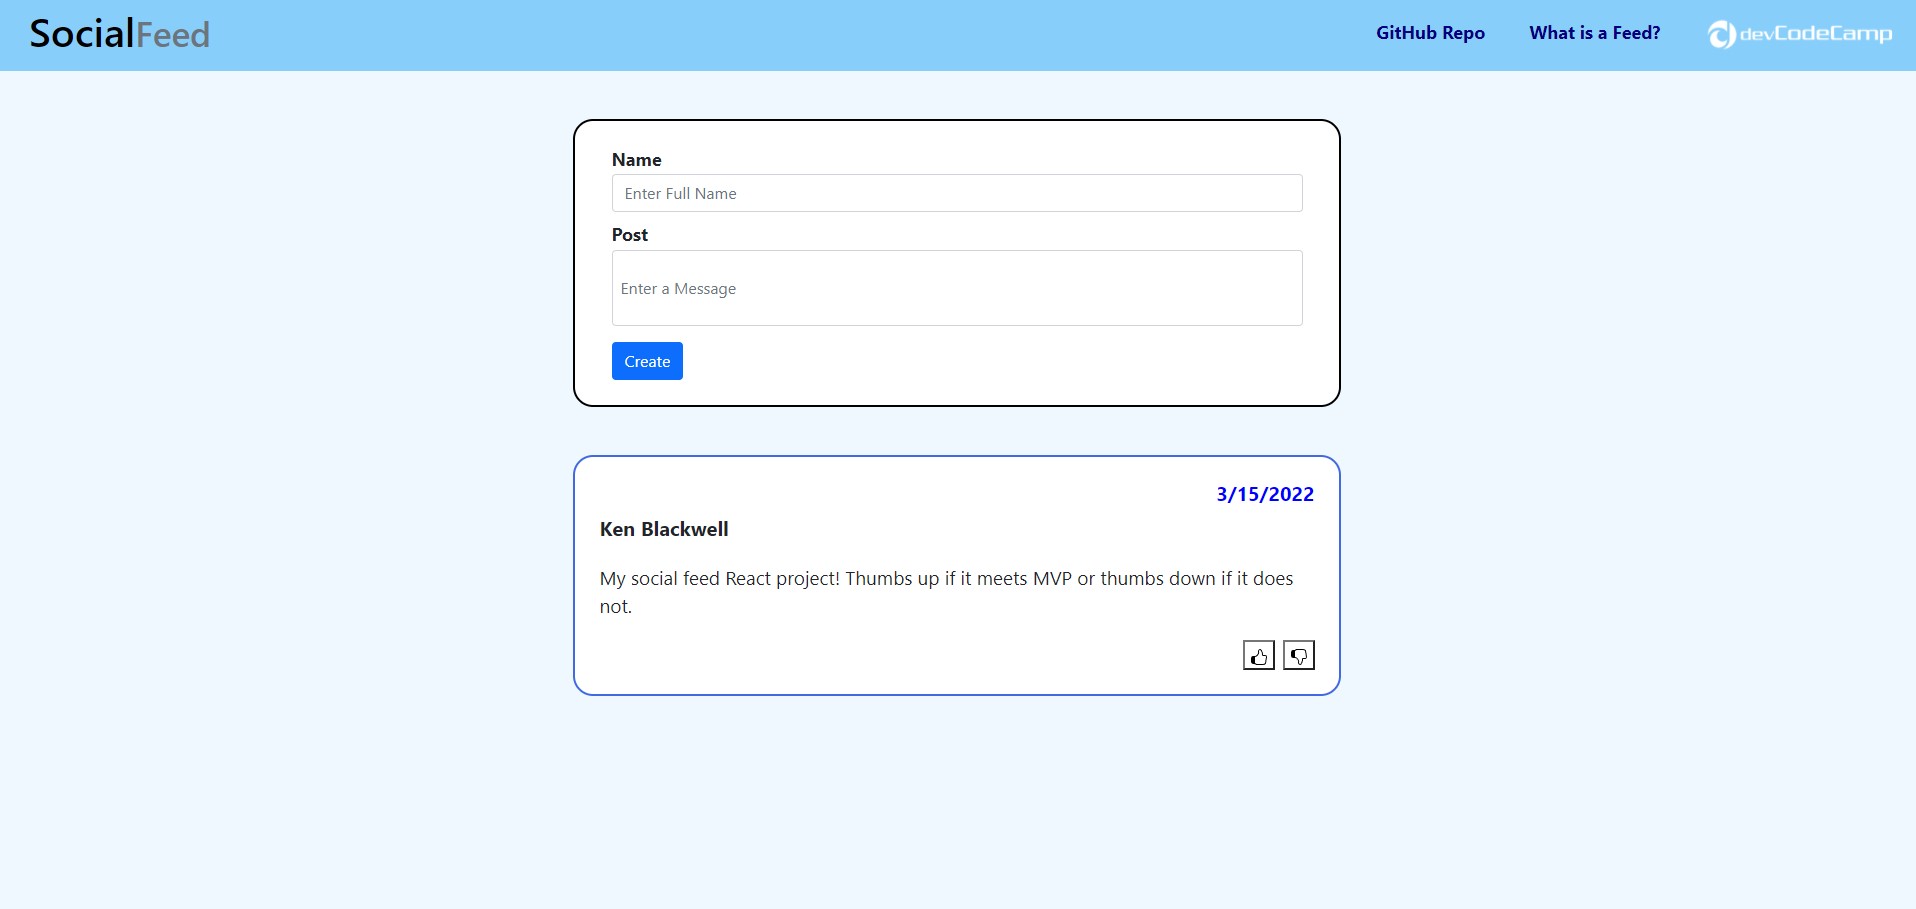 SocialFeed
GitHub Repo
What is a Feed?
devCodeCamp
Name
Enter Full Name
Post
Enter a Message
Create
3/15/2022
Ken Blackwell
My social feed React project! Thumbs up if it meets MVP or thumbs down if it does
not.